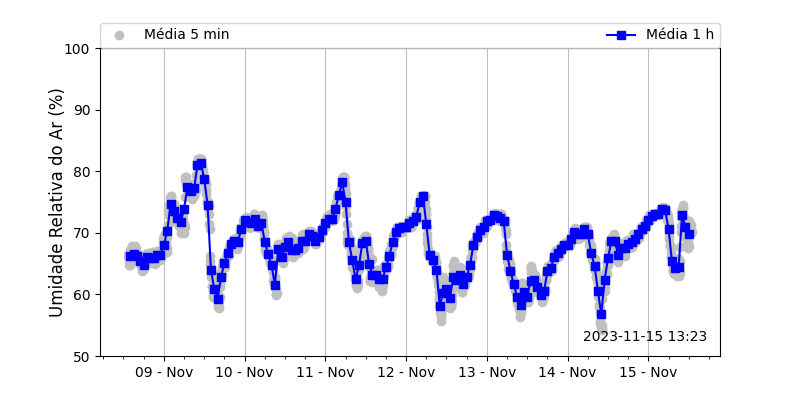 Média 5 min
Média 1 h
Umidade Relativa do Ar (%)
100
90
80
70
60
50
2023-11-15 13:23
09 - Nov
10 - Nov
11 - Nov
12 - Nov
13 - Nov
14 - Nov
15 - Nov